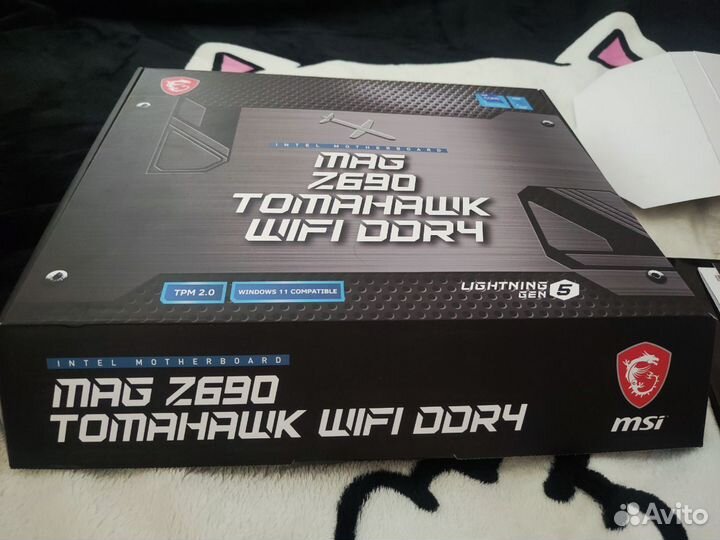 INTEL MOTHERBOARD
MAG
Z690
TOMAHAWK
WIFI DDR4
TPM 2.0
WINDOWS 11 COMPATIBLE
LIGHTNING
GEN 5
INTEL MOTHERBOARD
MAG Z690
TOMAHAWK WIFI DDR4
msi
Avito